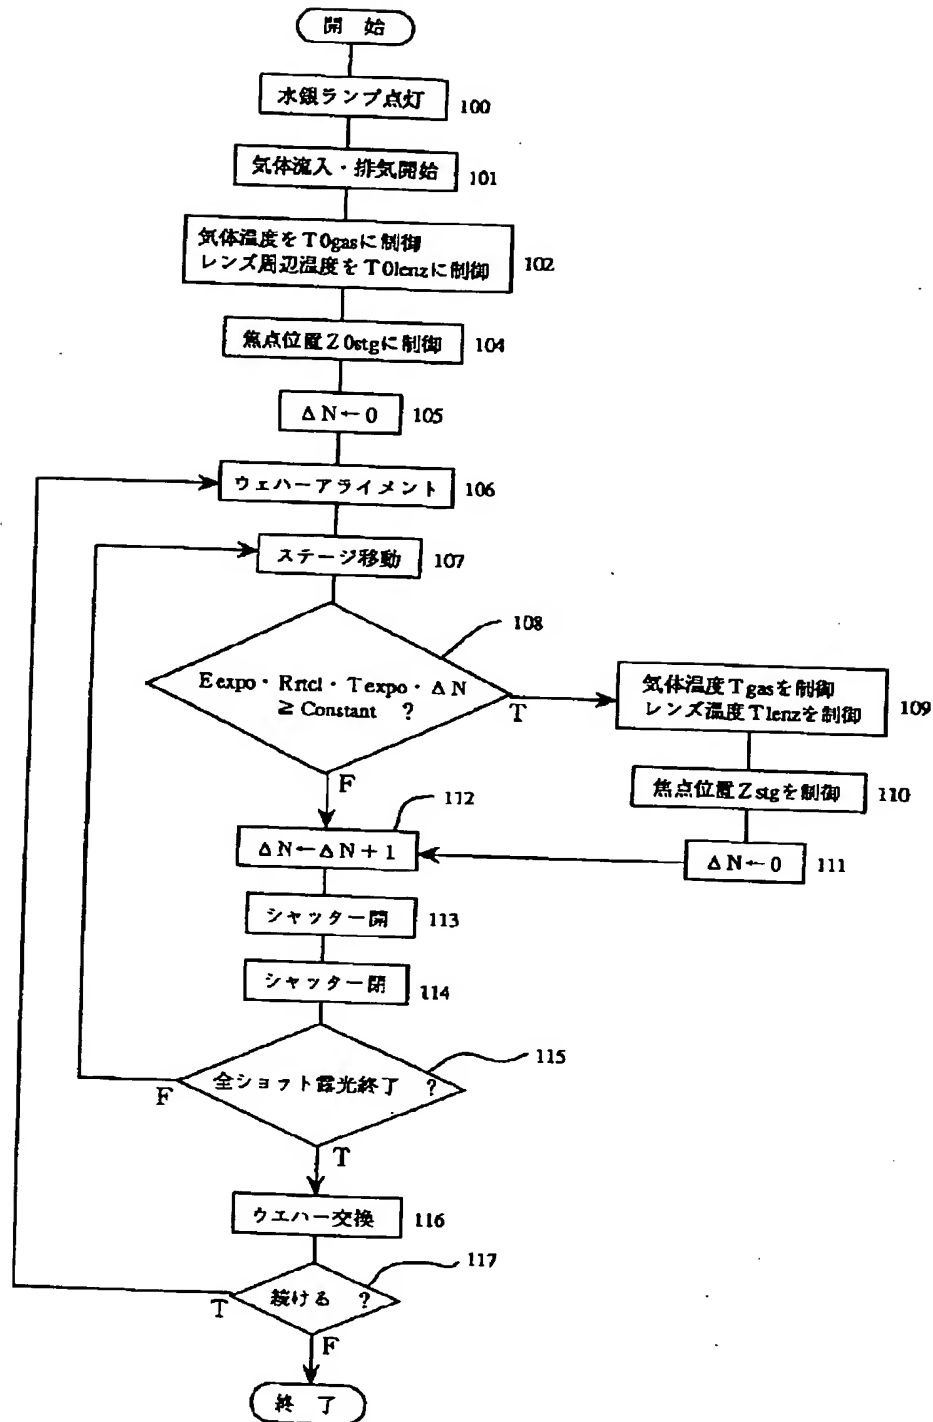 開 始
水銀ランプ点灯
100
気体流入・排気開始
101
気体温度をT0gasに制御
レンズ周辺温度をT0lenzに制御
102
焦点位置Z0stgに制御
104
ΔN←0
105
ウェハーアライメント
106
ステージ移動
107
108
Eexpo・Rrtcl・Texpo・ΔN
≧ Constant ?
T
F
気体温度Tgasを制御
レンズ温度Tlenzを制御
109
焦点位置Zstgを制御
110
ΔN←0
111
112
ΔN←ΔN+1
シャッター開
113
シャッター閉
114
115
全ショット露光終了 ?
F
T
ウエハー交換
116
117
続ける ?
T
F
終 了